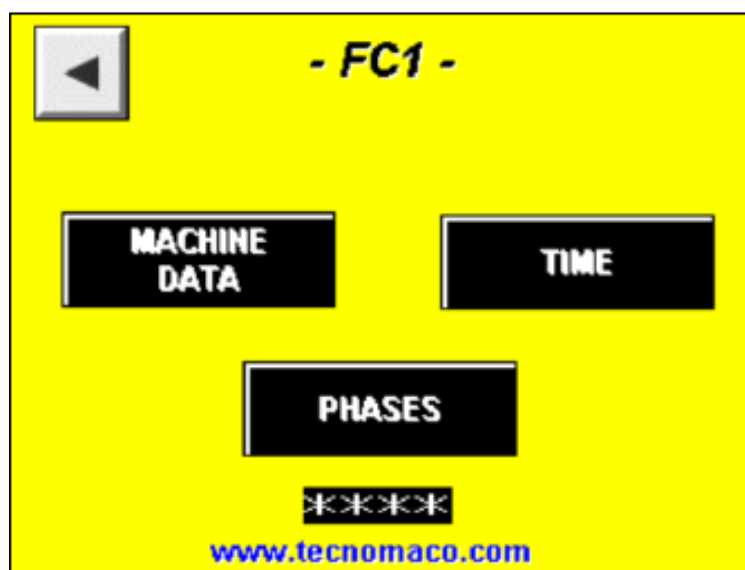 - FC1 -
MACHINE
DATA
TIME
PHASES
****
www.tecnomaco.com